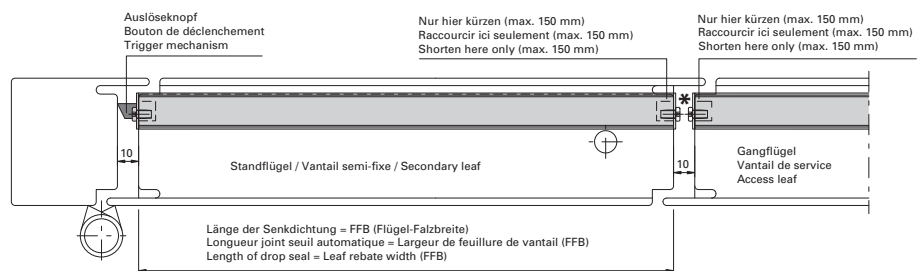 Auslöseknopf
Bouton de déclenchement
Trigger mechanism
Nur hier kürzen (max. 150 mm)
Raccourcir ici seulement (max. 150 mm)
Shorten here only (max. 150 mm)
Nur hier kürzen (max. 150 mm)
Raccourcir ici seulement (max. 150 mm)
Shorten here only (max. 150 mm)
*
10
Standflügel / Vantail semi-fixe / Secondary leaf
10
Gangflügel
Vantail de service
Access leaf
Länge der Senkdichtung = FFB (Flügel-Falzbreite)
Longueur joint seuil automatique = Largeur de feuillure de vantail (FFB)
Length of drop seal = Leaf rebate width (FFB)